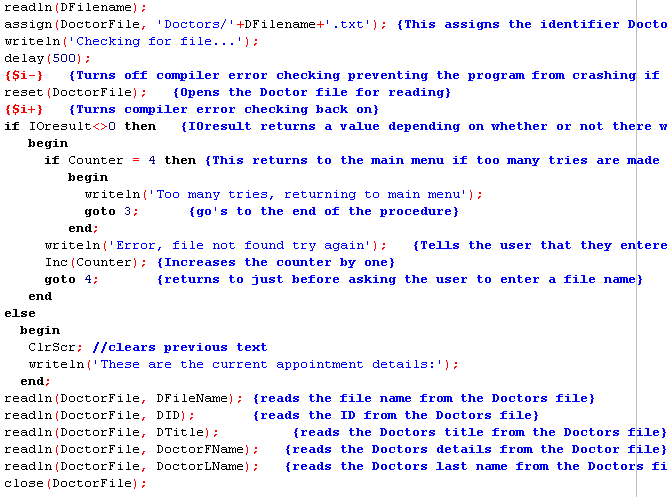 readln(DFilename);
assign(DoctorFile, 'Doctors/'+DFilename+'.txt'); {This assigns the identifier Docto
writeln('Checking for file...');
delay(500);
{$i-}   {Turns off compiler error checking preventing the program from crashing if
reset(DoctorFile);   {Opens the Doctor file for reading}
{$i+}   {Turns compiler error checking back on}
if IOresult<>0 then   {IOresult returns a value depending on whether or not there w
   begin
     if Counter = 4 then {This returns to the main menu if too many tries are made
        begin
          writeln('Too many tries, returning to main menu');
          goto 3;      {go's to the end of the procedure}
        end;
     writeln('Error, file not found try again');   {Tells the user that they entere
     Inc(Counter); {Increases the counter by one}
     goto 4;       {returns to just before asking the user to enter a file name}
   end
else
  begin
   ClrScr; //clears previous text
   writeln('These are the current appointment details:');
  end;
readln(DoctorFile, DFileName); {reads the file name from the Doctors file}
readln(DoctorFile, DID);       {reads the ID from the Doctors file}
readln(DoctorFile, DTitle);         {reads the Doctors title from the Doctors file}
readln(DoctorFile, DoctorFName);   {reads the Doctors details from the Doctor file}
readln(DoctorFile, DoctorLName);   {reads the Doctors last name from the Doctors fi
close(DoctorFile);